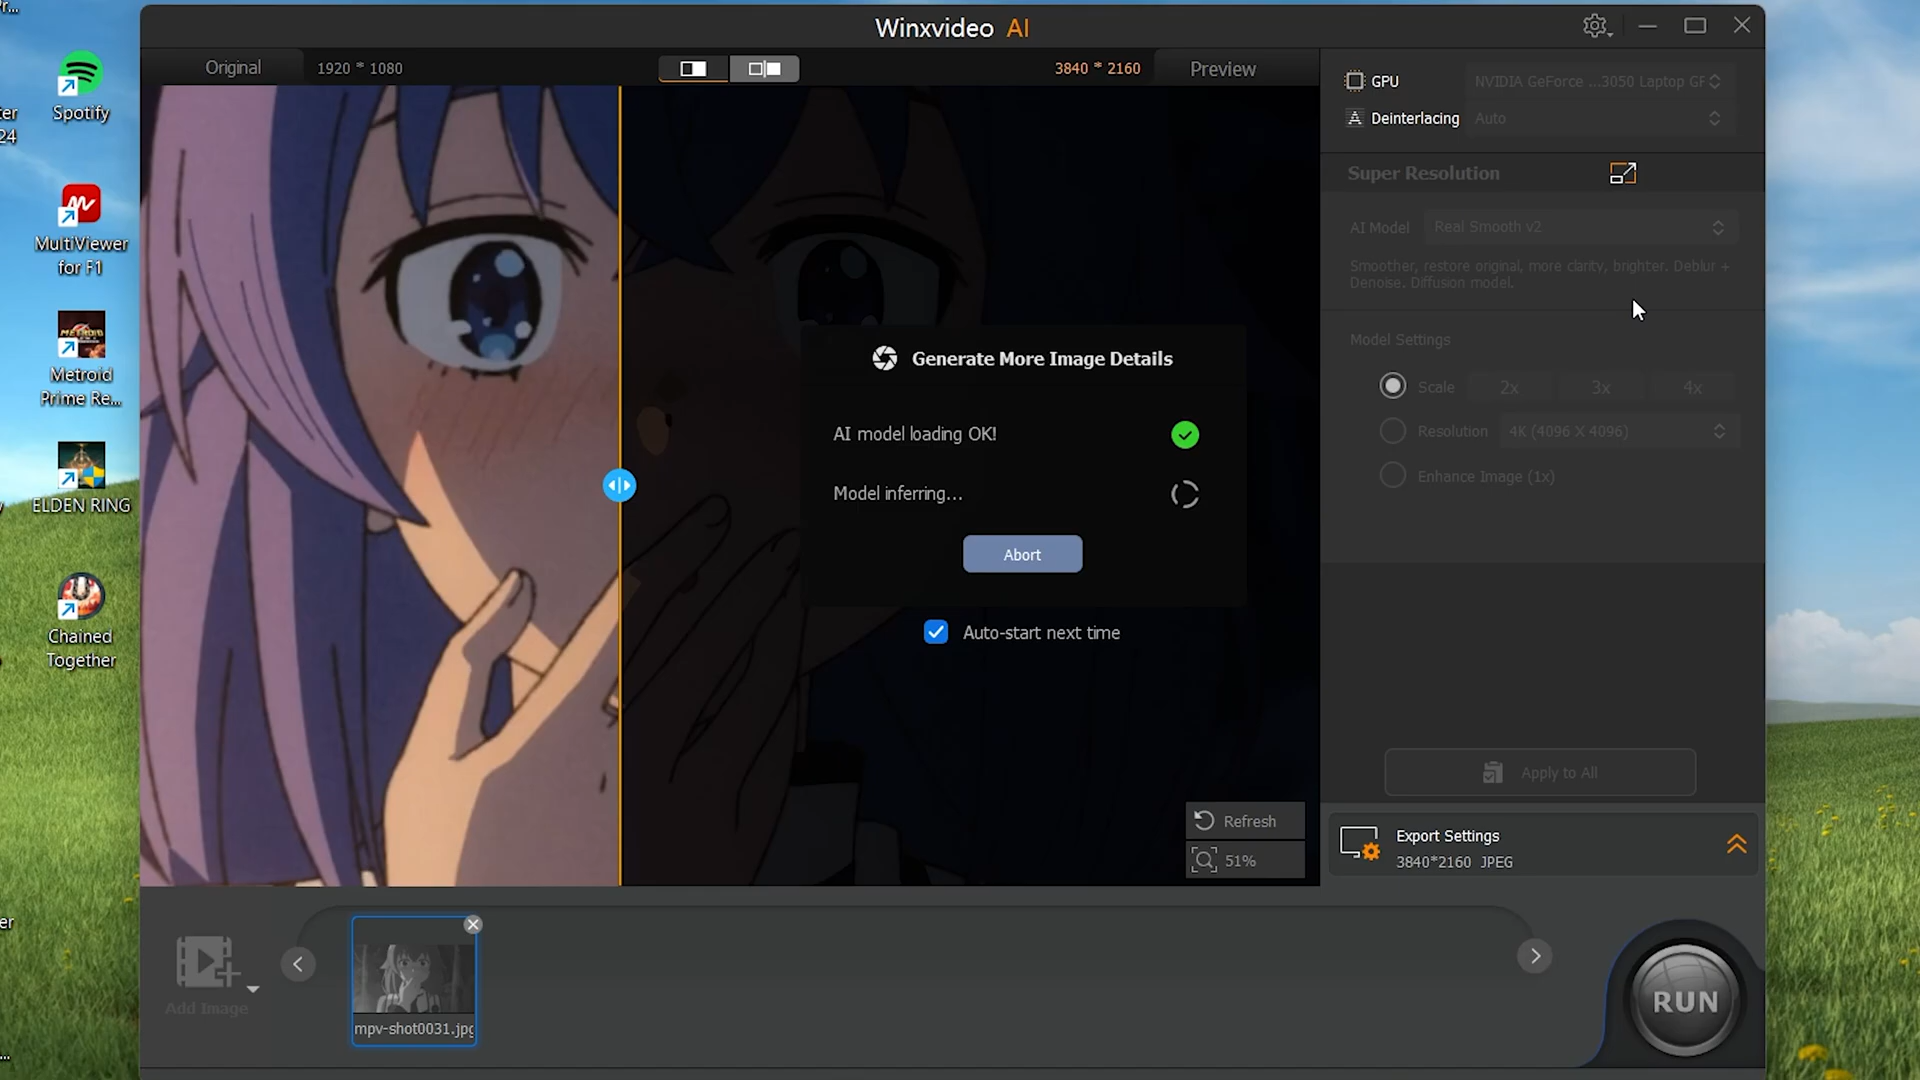 Winxvideo AI
Original
1920 * 1080
3840 * 2160
Preview
GPU
NVIDIA GeForce ...3050 Laptop GF
Deinterlacing
Auto
Super Resolution
AI Model
Real Smooth v2
Smoother, restore original, more clarity, brighter. Deblur +
Denoise. Diffusion model.
Model Settings
Scale
2x
3x
4x
Resolution
4K (4096 X 4096)
Enhance Image (1x)
Generate More Image Details
AI model loading OK!
Model inferring...
Abort
Auto-start next time
Refresh
51%
Apply to All
Export Settings
3840*2160 JPEG
Add Image
mpv-shot0031.jpg
RUN
Spotify
24
MultiViewer
for F1
METROID
Metroid
Prime Re...
ELDEN RING
Chained
Together